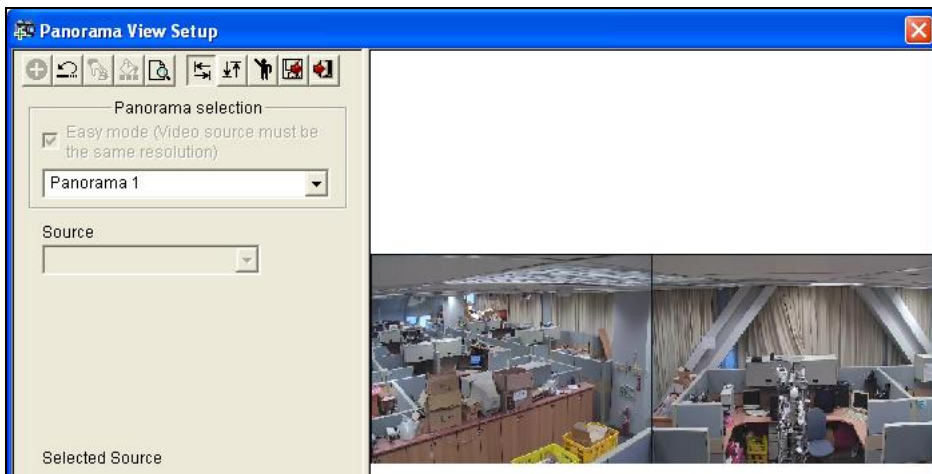 Panorama View Setup
Panorama selection
Easy mode (Video source must be
the same resolution)
Panorama 1
Source
Selected Source